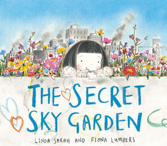 THE SECRET
SKY GARDEN
LINDA SARAH AND FIONA LUMBERS